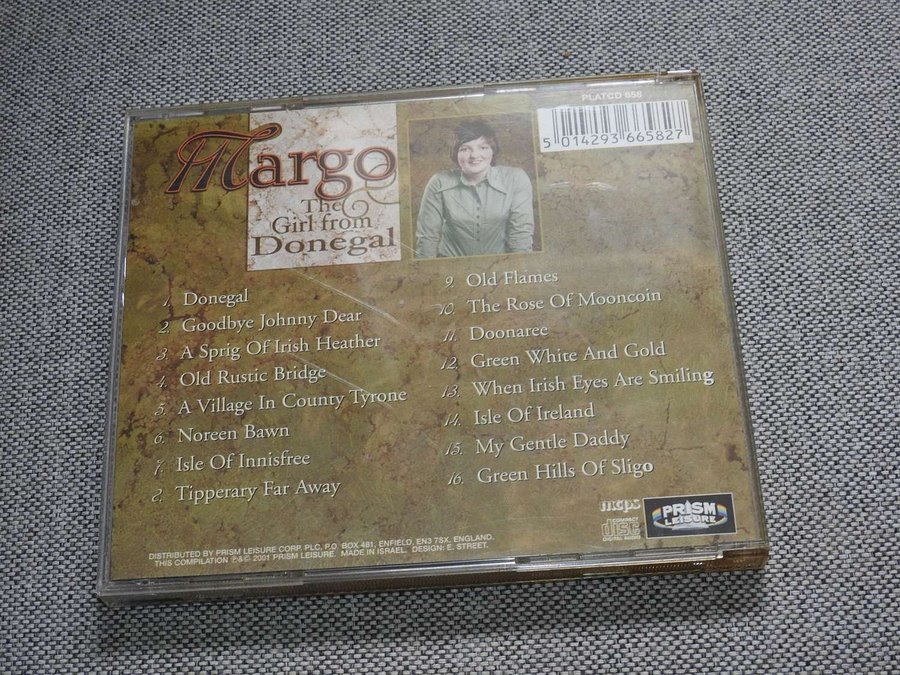 Margo
The
Girl from
Donegal
PLATCD 658
5 014293 665827
1. Donegal
2. Goodbye Johnny Dear
3. A Sprig Of Irish Heather
4. Old Rustic Bridge
5. A Village In County Tyrone
6. Noreen Bawn
7. Isle Of Innisfree
8. Tipperary Far Away
9. Old Flames
10. The Rose Of Mooncoin
11. Doonaree
12. Green White And Gold
13. When Irish Eyes Are Smiling
14. Isle Of Ireland
15. My Gentle Daddy
16. Green Hills Of Sligo
mcps
COMPACT
disc
DIGITAL AUDIO
PRISM
LEISURE
DISTRIBUTED BY PRISM LEISURE CORP. PLC, P.O BOX 481, ENFIELD, EN3 7SX, ENGLAND.
THIS COMPILATION ℗&© 2001 PRISM LEISURE. MADE IN ISRAEL. DESIGN: E. STREET.